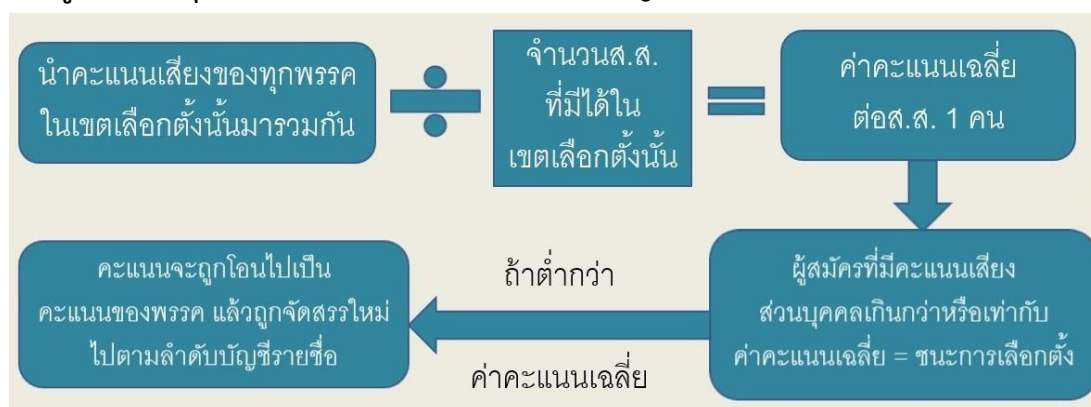 นำคะแนนเสียงของทุกพรรค
ในเขตเลือกตั้งนั้นมารวมกัน
÷
จำนวนส.ส.
ที่มีได้ใน
เขตเลือกตั้งนั้น
=
ค่าคะแนนเฉลี่ย
ต่อส.ส. 1 คน
ผู้สมัครที่มีคะแนนเสียง
ส่วนบุคคลเกินกว่าหรือเท่ากับ
ค่าคะแนนเฉลี่ย = ชนะการเลือกตั้ง
ถ้าต่ำกว่า
ค่าคะแนนเฉลี่ย
คะแนนจะถูกโอนไปเป็น
คะแนนของพรรค แล้วถูกจัดสรรใหม่
ไปตามลำดับบัญชีรายชื่อ